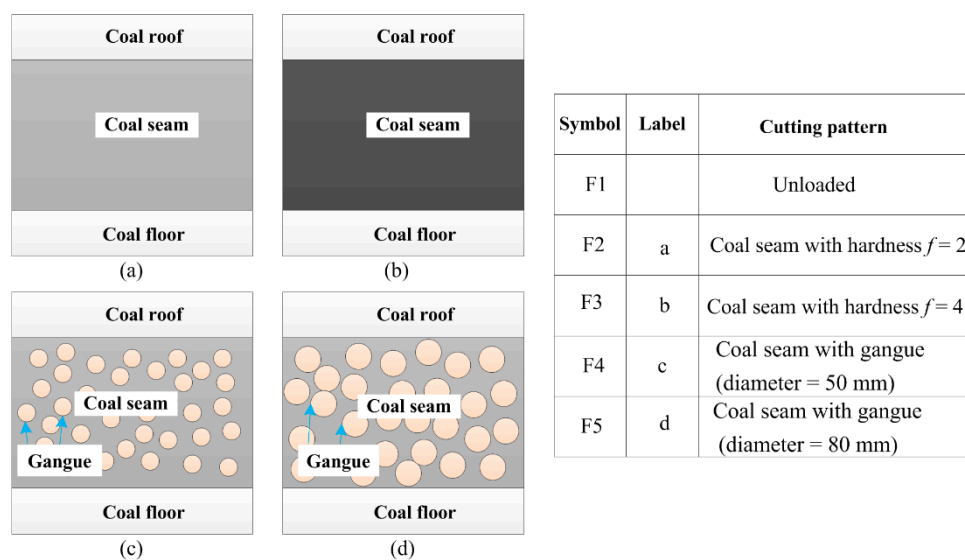 Coal roof
Coal seam
Coal floor
(a)
Coal roof
Coal seam
Coal floor
(b)
Coal roof
Coal seam
Gangue
Coal floor
(c)
Coal roof
Coal seam
Gangue
Coal floor
(d)
Symbol Label Cutting pattern
F1 Unloaded
F2 a Coal seam with hardness f = 2
F3 b Coal seam with hardness f = 4
F4 c Coal seam with gangue
(diameter = 50 mm)
F5 d Coal seam with gangue
(diameter = 80 mm)